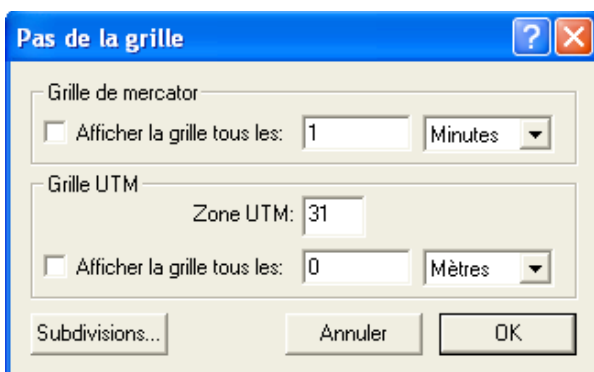 Pas de la grille
Grille de mercator
Afficher la grille tous les: 1 Minutes
Grille UTM
Zone UTM: 31
Afficher la grille tous les: 0 Mètres
Subdivisions... Annuler OK